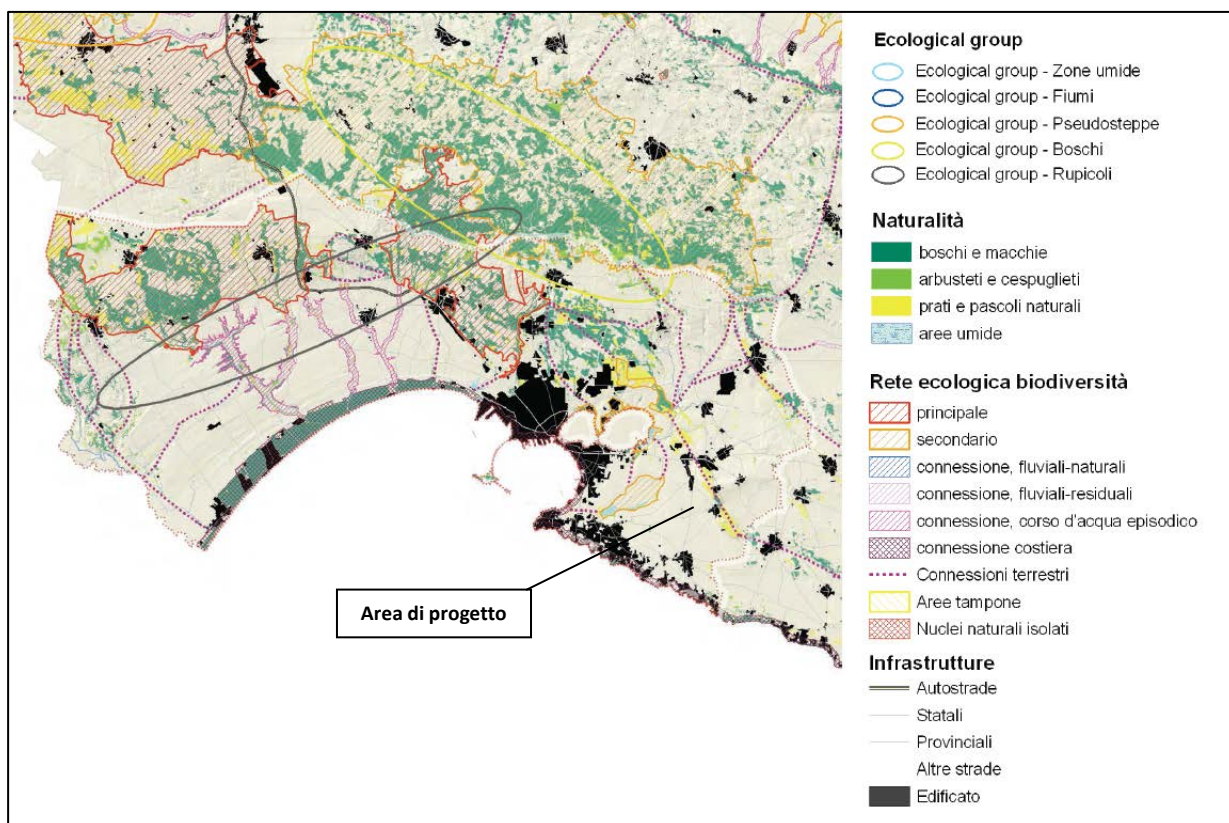 Area di progetto
Ecological group
Ecological group - Zone umide
Ecological group - Fiumi
Ecological group - Pseudosteppe
Ecological group - Boschi
Ecological group - Rupicoli
Naturalità
boschi e macchie
arbusteti e cespuglieti
prati e pascoli naturali
aree umide
Rete ecologica biodiversità
principale
secondario
connessione, fluviali-naturali
connessione, fluviali-residuali
connessione, corso d'acqua episodico
connessione costiera
Connessioni terrestri
Aree tampone
Nuclei naturali isolati
Infrastrutture
Autostrade
Statali
Provinciali
Altre strade
Edificato